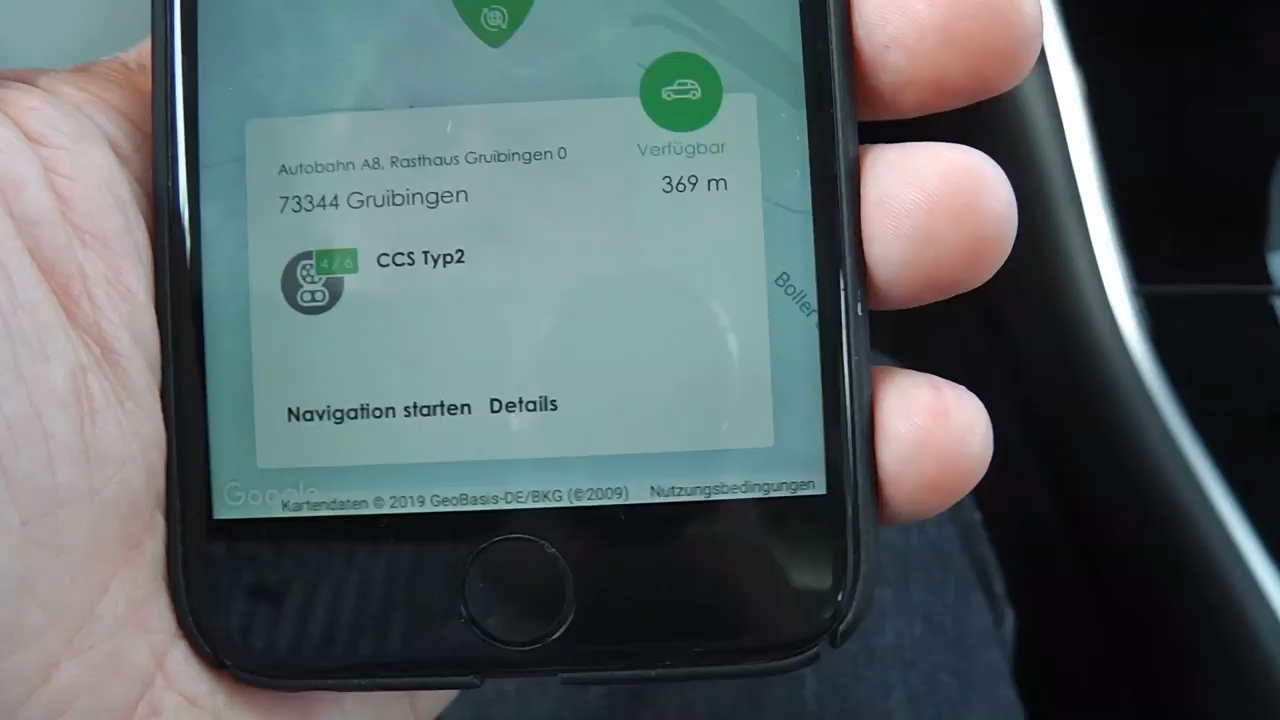 Autobahn A8, Rasthaus Gruibingen 0
Verfügbar
73344 Gruibingen
369 m
4 / 6
CCS Typ2
Boller
Navigation starten Details
Google
Kartendaten © 2019 GeoBasis-DE/BKG (©2009) Nutzungsbedingungen